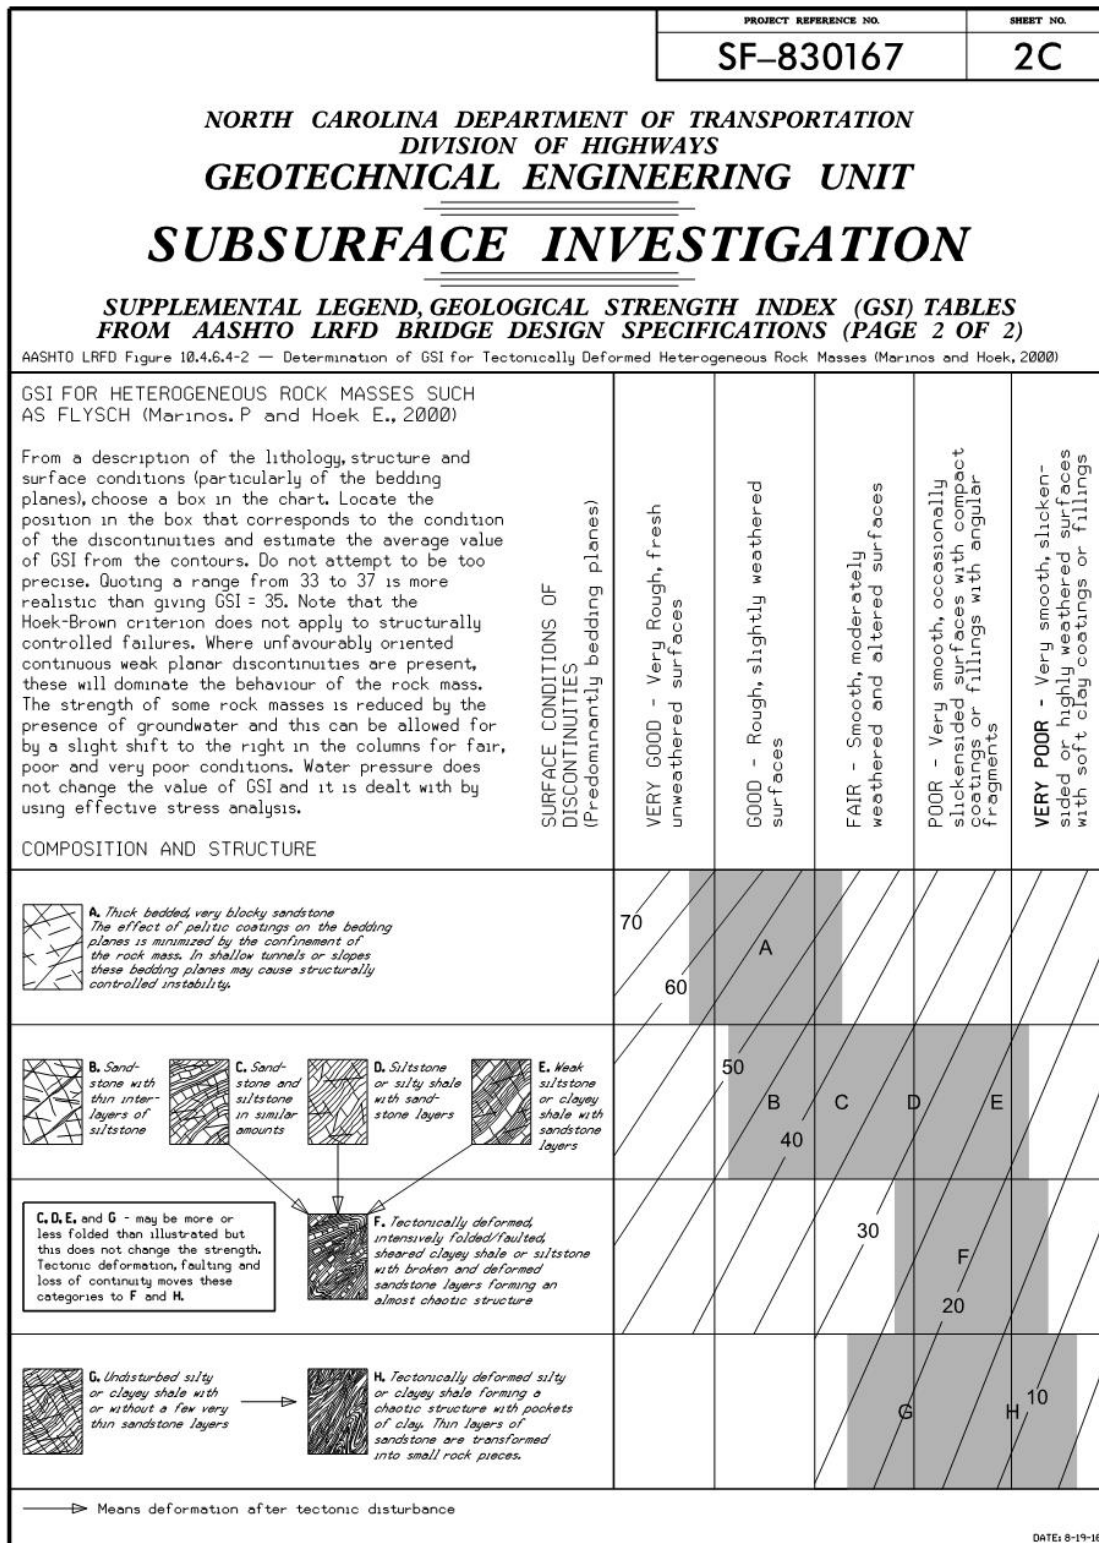 PROJECT REFERENCE NO.
SHEET NO.
SF–830167
2C
NORTH CAROLINA DEPARTMENT OF TRANSPORTATION
DIVISION OF HIGHWAYS
GEOTECHNICAL ENGINEERING UNIT
SUBSURFACE INVESTIGATION
SUPPLEMENTAL LEGEND, GEOLOGICAL STRENGTH INDEX (GSI) TABLES
FROM AASHTO LRFD BRIDGE DESIGN SPECIFICATIONS (PAGE 2 OF 2)
AASHTO LRFD Figure 10.4.6.4-2 — Determination of GSI for Tectonically Deformed Heterogeneous Rock Masses (Marinos and Hoek, 2000)
GSI FOR HETEROGENEOUS ROCK MASSES SUCH
AS FLYSCH (Marinos. P and Hoek E., 2000)
From a description of the lithology, structure and
surface conditions (particularly of the bedding
planes), choose a box in the chart. Locate the
position in the box that corresponds to the condition
of the discontinuities and estimate the average value
of GSI from the contours. Do not attempt to be too
precise. Quoting a range from 33 to 37 is more
realistic than giving GSI = 35. Note that the
Hoek-Brown criterion does not apply to structurally
controlled failures. Where unfavourably oriented
continuous weak planar discontinuities are present,
these will dominate the behaviour of the rock mass.
The strength of some rock masses is reduced by the
presence of groundwater and this can be allowed for
by a slight shift to the right in the columns for fair,
poor and very poor conditions. Water pressure does
not change the value of GSI and it is dealt with by
using effective stress analysis.
COMPOSITION AND STRUCTURE
SURFACE CONDITIONS OF
DISCONTINUITIES
(Predominantly bedding planes)
VERY GOOD - Very Rough, fresh
unweathered surfaces
GOOD - Rough, slightly weathered
surfaces
FAIR - Smooth, moderately
weathered and altered surfaces
POOR - Very smooth, occasionally
slickensided surfaces with compact
coatings or fillings with angular
fragments
VERY POOR - Very smooth, slicken-
sided or highly weathered surfaces
with soft clay coatings or fillings
A. Thick bedded, very blocky sandstone
The effect of pelitic coatings on the bedding
planes is minimized by the confinement of
the rock mass. In shallow tunnels or slopes
these bedding planes may cause structurally
controlled instability.
70
60
A
B. Sand-
stone with
thin inter-
layers of
siltstone
C. Sand-
stone and
siltstone
in similar
amounts
D. Siltstone
or silty shale
with sand-
stone layers
E. Weak
siltstone
or clayey
shale with
sandstone
layers
50
B
C
D
E
40
C, D, E, and G - may be more or
less folded than illustrated but
this does not change the strength.
Tectonic deformation, faulting and
loss of continuity moves these
categories to F and H.
F. Tectonically deformed,
intensively folded/faulted,
sheared clayey shale or siltstone
with broken and deformed
sandstone layers forming an
almost chaotic structure
30
F
20
G. Undisturbed silty
or clayey shale with
or without a few very
thin sandstone layers
H. Tectonically deformed silty
or clayey shale forming a
chaotic structure with pockets
of clay. Thin layers of
sandstone are transformed
into small rock pieces.
G
H
10
Means deformation after tectonic disturbance
DATE: 8-19-16